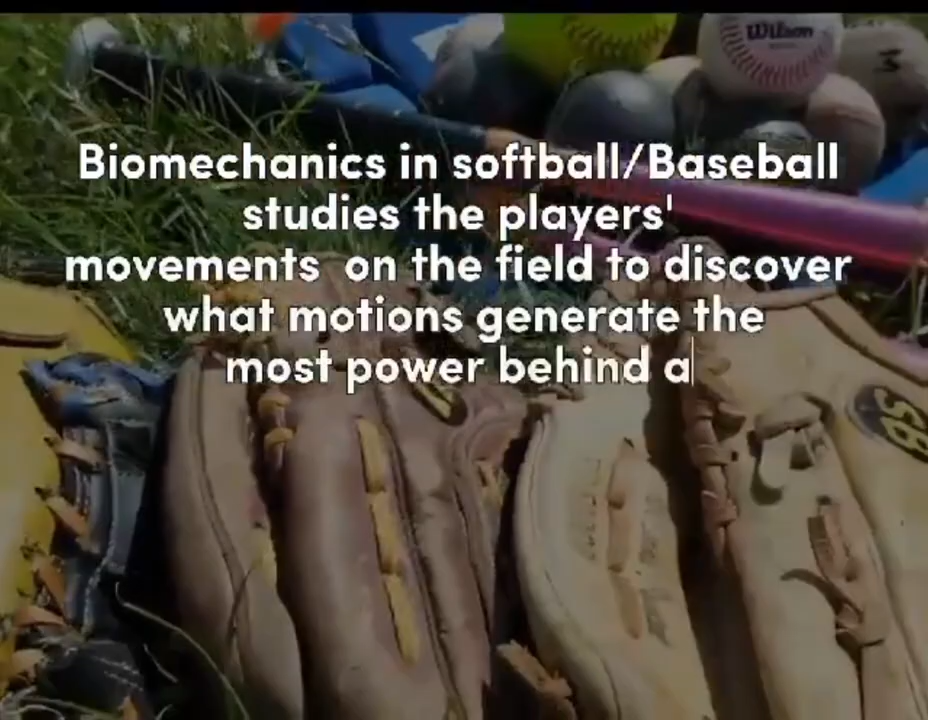 Wilson
Biomechanics in softball/Baseball
studies the players'
movements  on the field to discover
what motions generate the
most power behind a